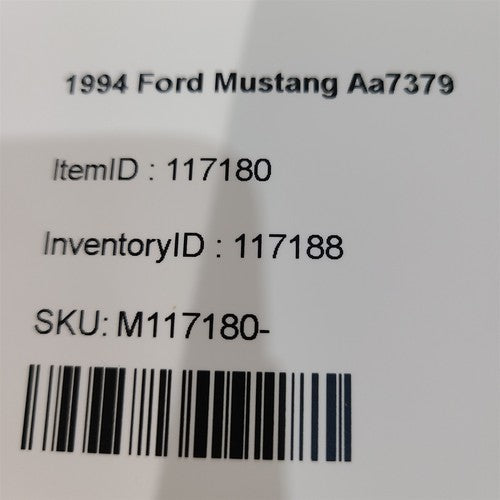 1994 Ford Mustang Aa7379
ItemID : 117180
InventoryID : 117188
SKU: M117180-